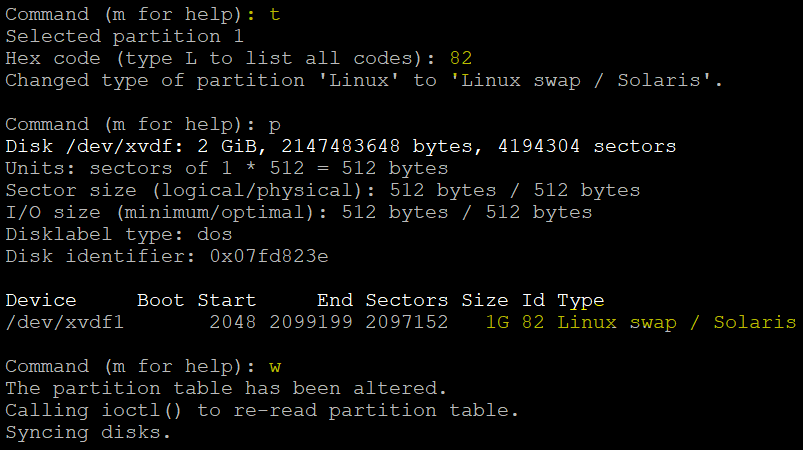 Command (m for help): t
Selected partition 1
Hex code (type L to list all codes): 82
Changed type of partition 'Linux' to 'Linux swap / Solaris'.
Command (m for help): p
Disk /dev/xvdf: 2 GiB, 2147483648 bytes, 4194304 sectors
Units: sectors of 1 * 512 = 512 bytes
Sector size (logical/physical): 512 bytes / 512 bytes
I/O size (minimum/optimal): 512 bytes / 512 bytes
Disklabel type: dos
Disk identifier: 0x07fd823e
Device     Boot Start     End Sectors Size Id Type
/dev/xvdf1       2048 2099199 2097152   1G 82 Linux swap / Solaris
Command (m for help): w
The partition table has been altered.
Calling ioctl() to re-read partition table.
Syncing disks.